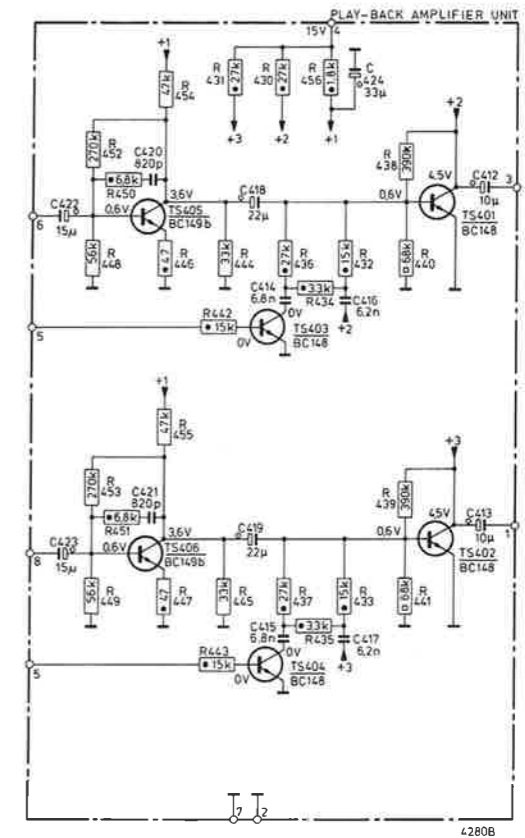 PLAY-BACK AMPLIFIER UNIT
15V 4
+1
47k
R
454
R
431
27k
R
430
27k
R
456
1.8k
C
424
33µ
+3
+2
+1
+2
270k
R
452
C420
820p
6,8k
R450
R
438
390k
4.5V
C412
10µ
3
3,6V
C418
22µ
0,6V
TS401
BC148
C422
15µ
6
0.6V
TS405
BC149b
56k
R
448
47
R
446
33k
R
444
27k
R
436
15k
R
432
68k
R
440
C414
6,8n
33k
R434
C416
6,2n
+2
R442
15k
5
0V
0V
TS403
BC148
+1
47k
R
455
+3
270k
R
453
C421
820p
6,8k
R451
R
439
390k
4,5V
C413
10µ
1
3,6V
C419
22µ
0,6V
TS402
BC148
C423
15µ
8
0,6V
TS406
BC149b
56k
R
449
47
R
447
33k
R
445
27k
R
437
15k
R
433
68k
R
441
C415
6,8n
33k
R435
C417
6,2n
+3
R443
15k
5
0V
0V
TS404
BC148
7 2
4280B